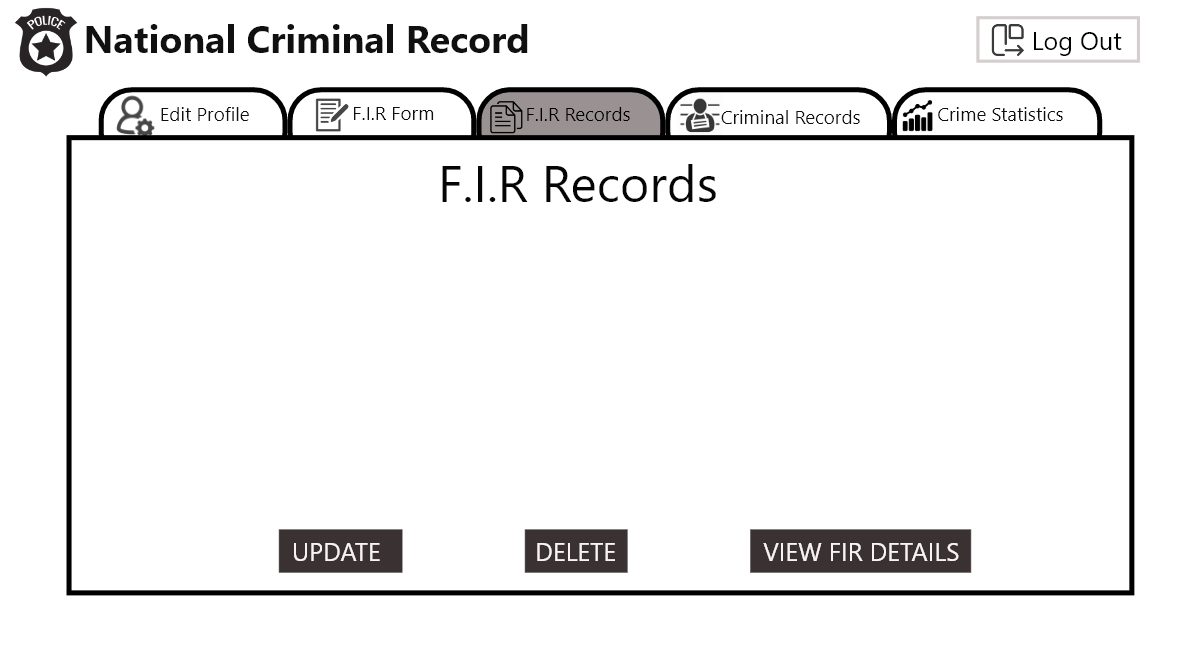 POLICE
National Criminal Record
Log Out
Edit Profile
F.I.R Form
F.I.R Records
Criminal Records
Crime Statistics
F.I.R Records
UPDATE
DELETE
VIEW FIR DETAILS